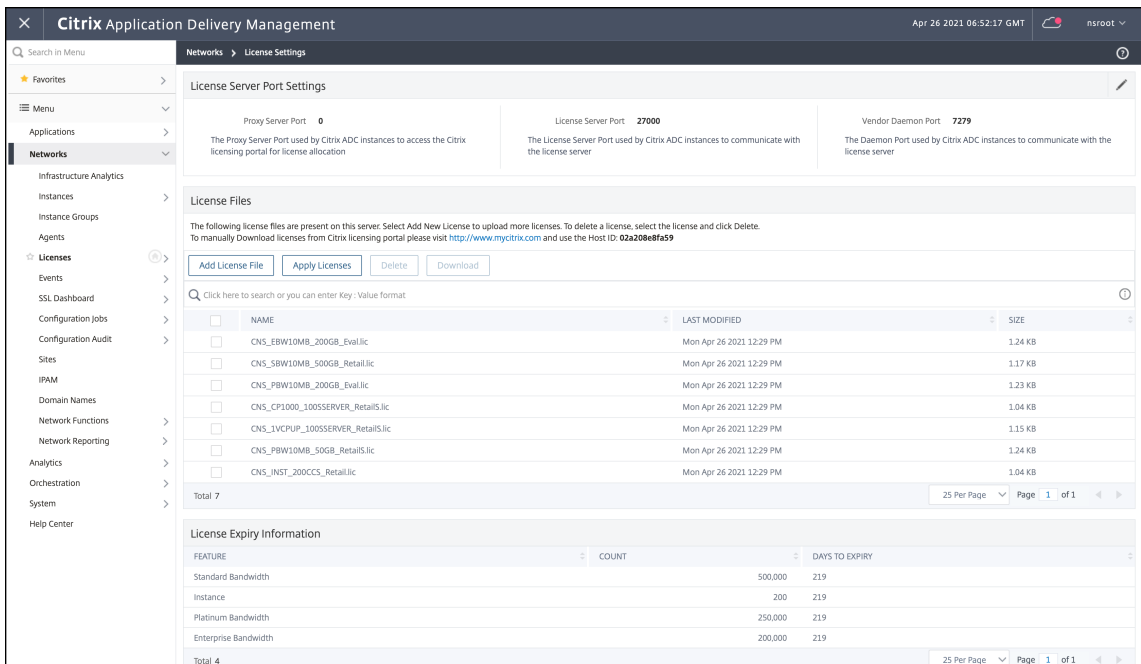 Citrix Application Delivery Management
Apr 26 2021 06:52:17 GMT
nsroot
Search in Menu
Networks > License Settings
Favorites
Menu
Applications
Networks
Infrastructure Analytics
Instances
Instance Groups
Agents
Licenses
Events
SSL Dashboard
Configuration Jobs
Configuration Audit
Sites
IPAM
Domain Names
Network Functions
Network Reporting
Analytics
Orchestration
System
Help Center
License Server Port Settings
Proxy Server Port 0
The Proxy Server Port used by Citrix ADC instances to access the Citrix
licensing portal for license allocation
License Server Port 27000
The License Server Port used by Citrix ADC instances to communicate with
the license server
Vendor Daemon Port 7279
The Daemon Port used by Citrix ADC instances to communicate with the
license server
License Files
The following license files are present on this server. Select Add New License to upload more licenses. To delete a license, select the license and click Delete.
To manually Download licenses from Citrix licensing portal please visit http://www.mycitrix.com and use the Host ID: 02a208e8fa59
Add License File Apply Licenses Delete Download
Click here to search or you can enter Key : Value format
NAME LAST MODIFIED SIZE
CNS_EBW10MB_200GB_Eval.lic Mon Apr 26 2021 12:29 PM 1.24 KB
CNS_SBW10MB_500GB_Retail.lic Mon Apr 26 2021 12:29 PM 1.17 KB
CNS_PBW10MB_200GB_Eval.lic Mon Apr 26 2021 12:29 PM 1.23 KB
CNS_CP1000_100SSERVER_RetailS.lic Mon Apr 26 2021 12:29 PM 1.04 KB
CNS_1VCPUP_100SSERVER_RetailS.lic Mon Apr 26 2021 12:29 PM 1.15 KB
CNS_PBW10MB_50GB_RetailS.lic Mon Apr 26 2021 12:29 PM 1.24 KB
CNS_INST_200CCS_Retail.lic Mon Apr 26 2021 12:29 PM 1.04 KB
Total 7 25 Per Page Page 1 of 1
License Expiry Information
FEATURE COUNT DAYS TO EXPIRY
Standard Bandwidth 500,000 219
Instance 200 219
Platinum Bandwidth 250,000 219
Enterprise Bandwidth 200,000 219
Total 4 25 Per Page Page 1 of 1